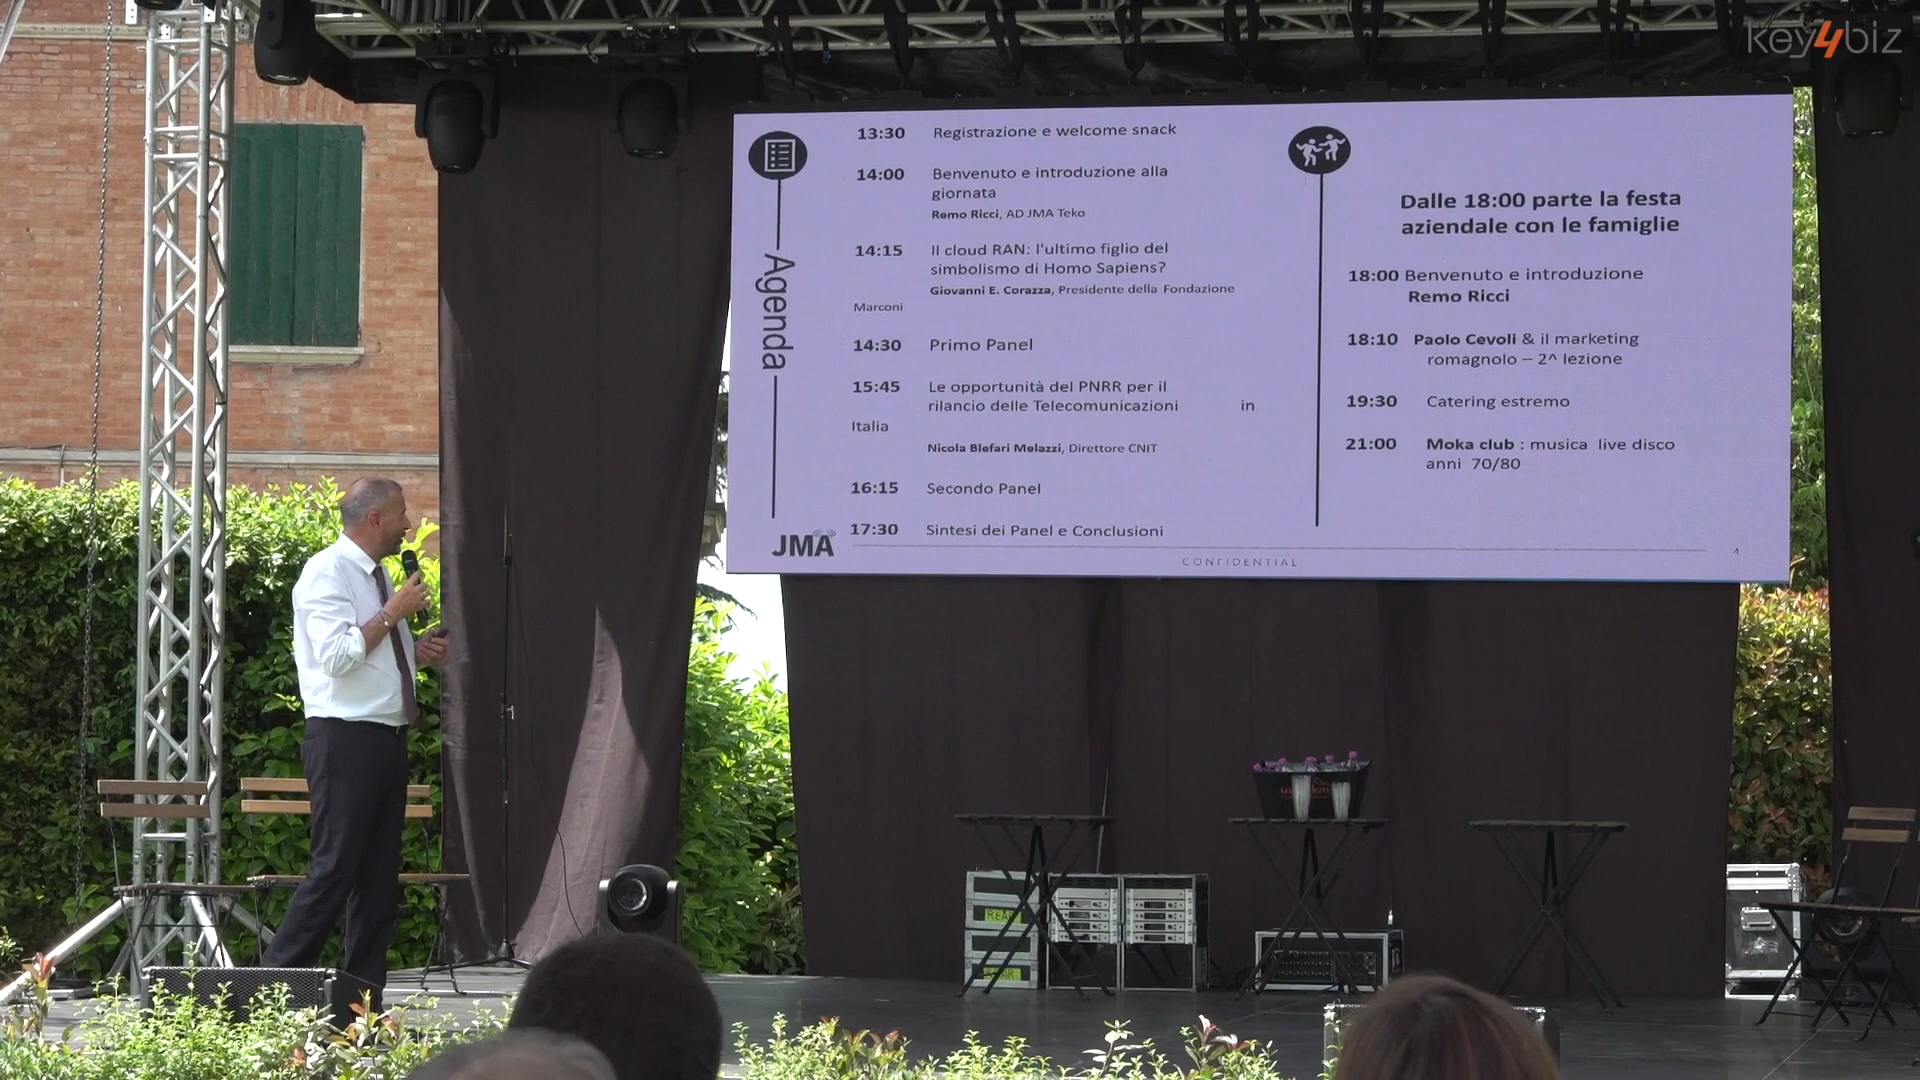 key4biz
Agenda
13:30 Registrazione e welcome snack
14:00 Benvenuto e introduzione alla
giornata
Remo Ricci, AD JMA Teko
14:15 Il cloud RAN: l'ultimo figlio del
simbolismo di Homo Sapiens?
Giovanni E. Corazza, Presidente della Fondazione
Marconi
14:30 Primo Panel
15:45 Le opportunità del PNRR per il
rilancio delle Telecomunicazioni in
Italia
Nicola Blefari Melazzi, Direttore CNIT
16:15 Secondo Panel
17:30 Sintesi dei Panel e Conclusioni
JMA
Dalle 18:00 parte la festa
aziendale con le famiglie
18:00 Benvenuto e introduzione
Remo Ricci
18:10 Paolo Cevoli & il marketing
romagnolo – 2^ lezione
19:30 Catering estremo
21:00 Moka club : musica live disco
anni 70/80
CONFIDENTIAL
4